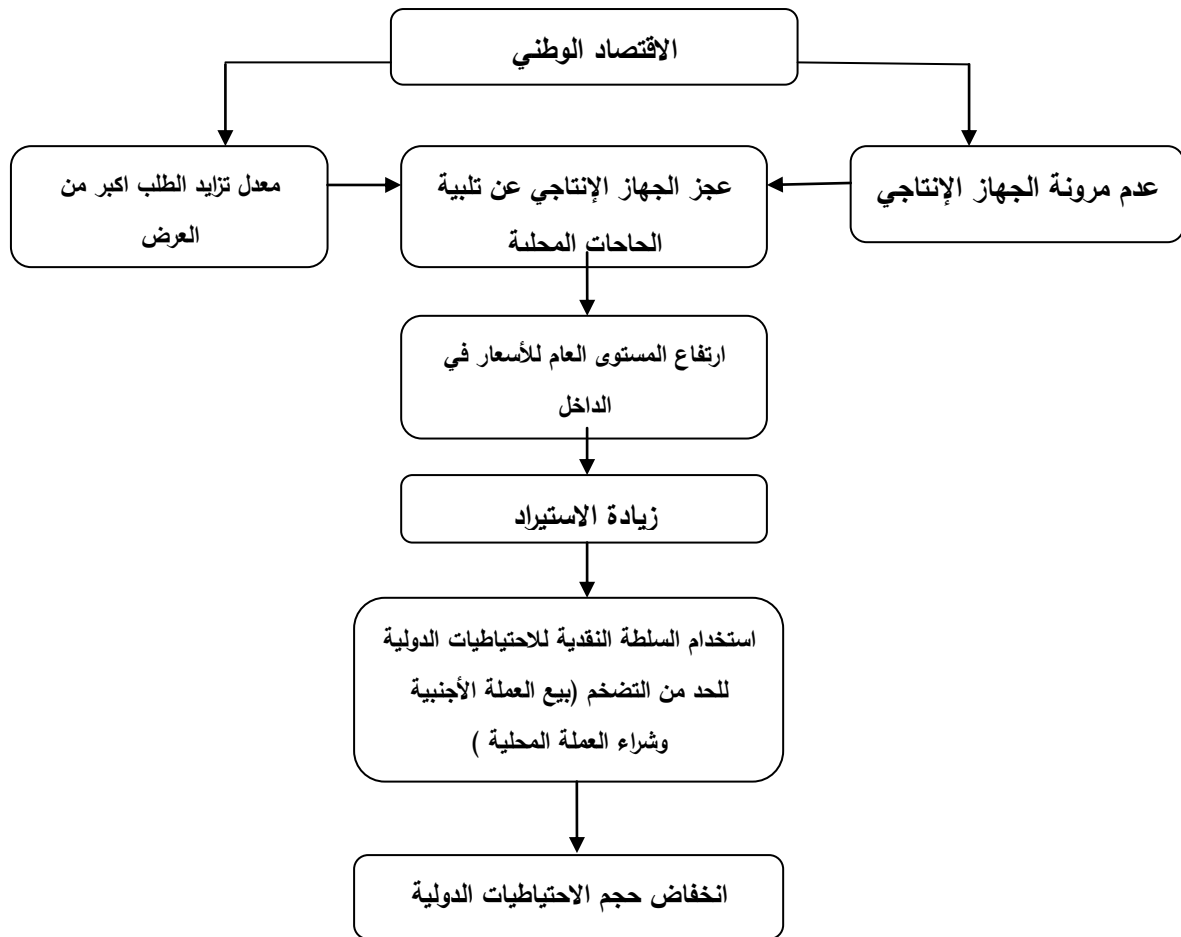 الاقتصاد الوطني
عدم مرونة الجهاز الإنتاجي
عجز الجهاز الإنتاجي عن تلبية
الحاجات المحلية
معدل تزايد الطلب اكبر من
العرض
ارتفاع المستوى العام للأسعار في
الداخل
زيادة الاستيراد
استخدام السلطة النقدية للاحتياطيات الدولية
للحد من التضخم (بيع العملة الأجنبية
وشراء العملة المحلية )
انخفاض حجم الاحتياطيات الدولية